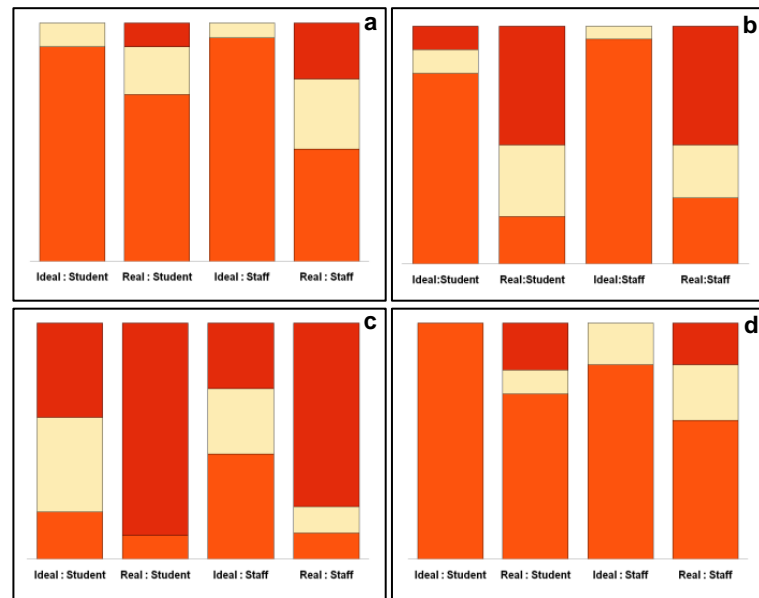 a
Ideal : Student Real : Student Ideal : Staff Real : Staff
b
Ideal:Student Real:Student Ideal:Staff Real:Staff
c
Ideal : Student Real : Student Ideal : Staff Real : Staff
d
Ideal : Student Real : Student Ideal : Staff Real : Staff